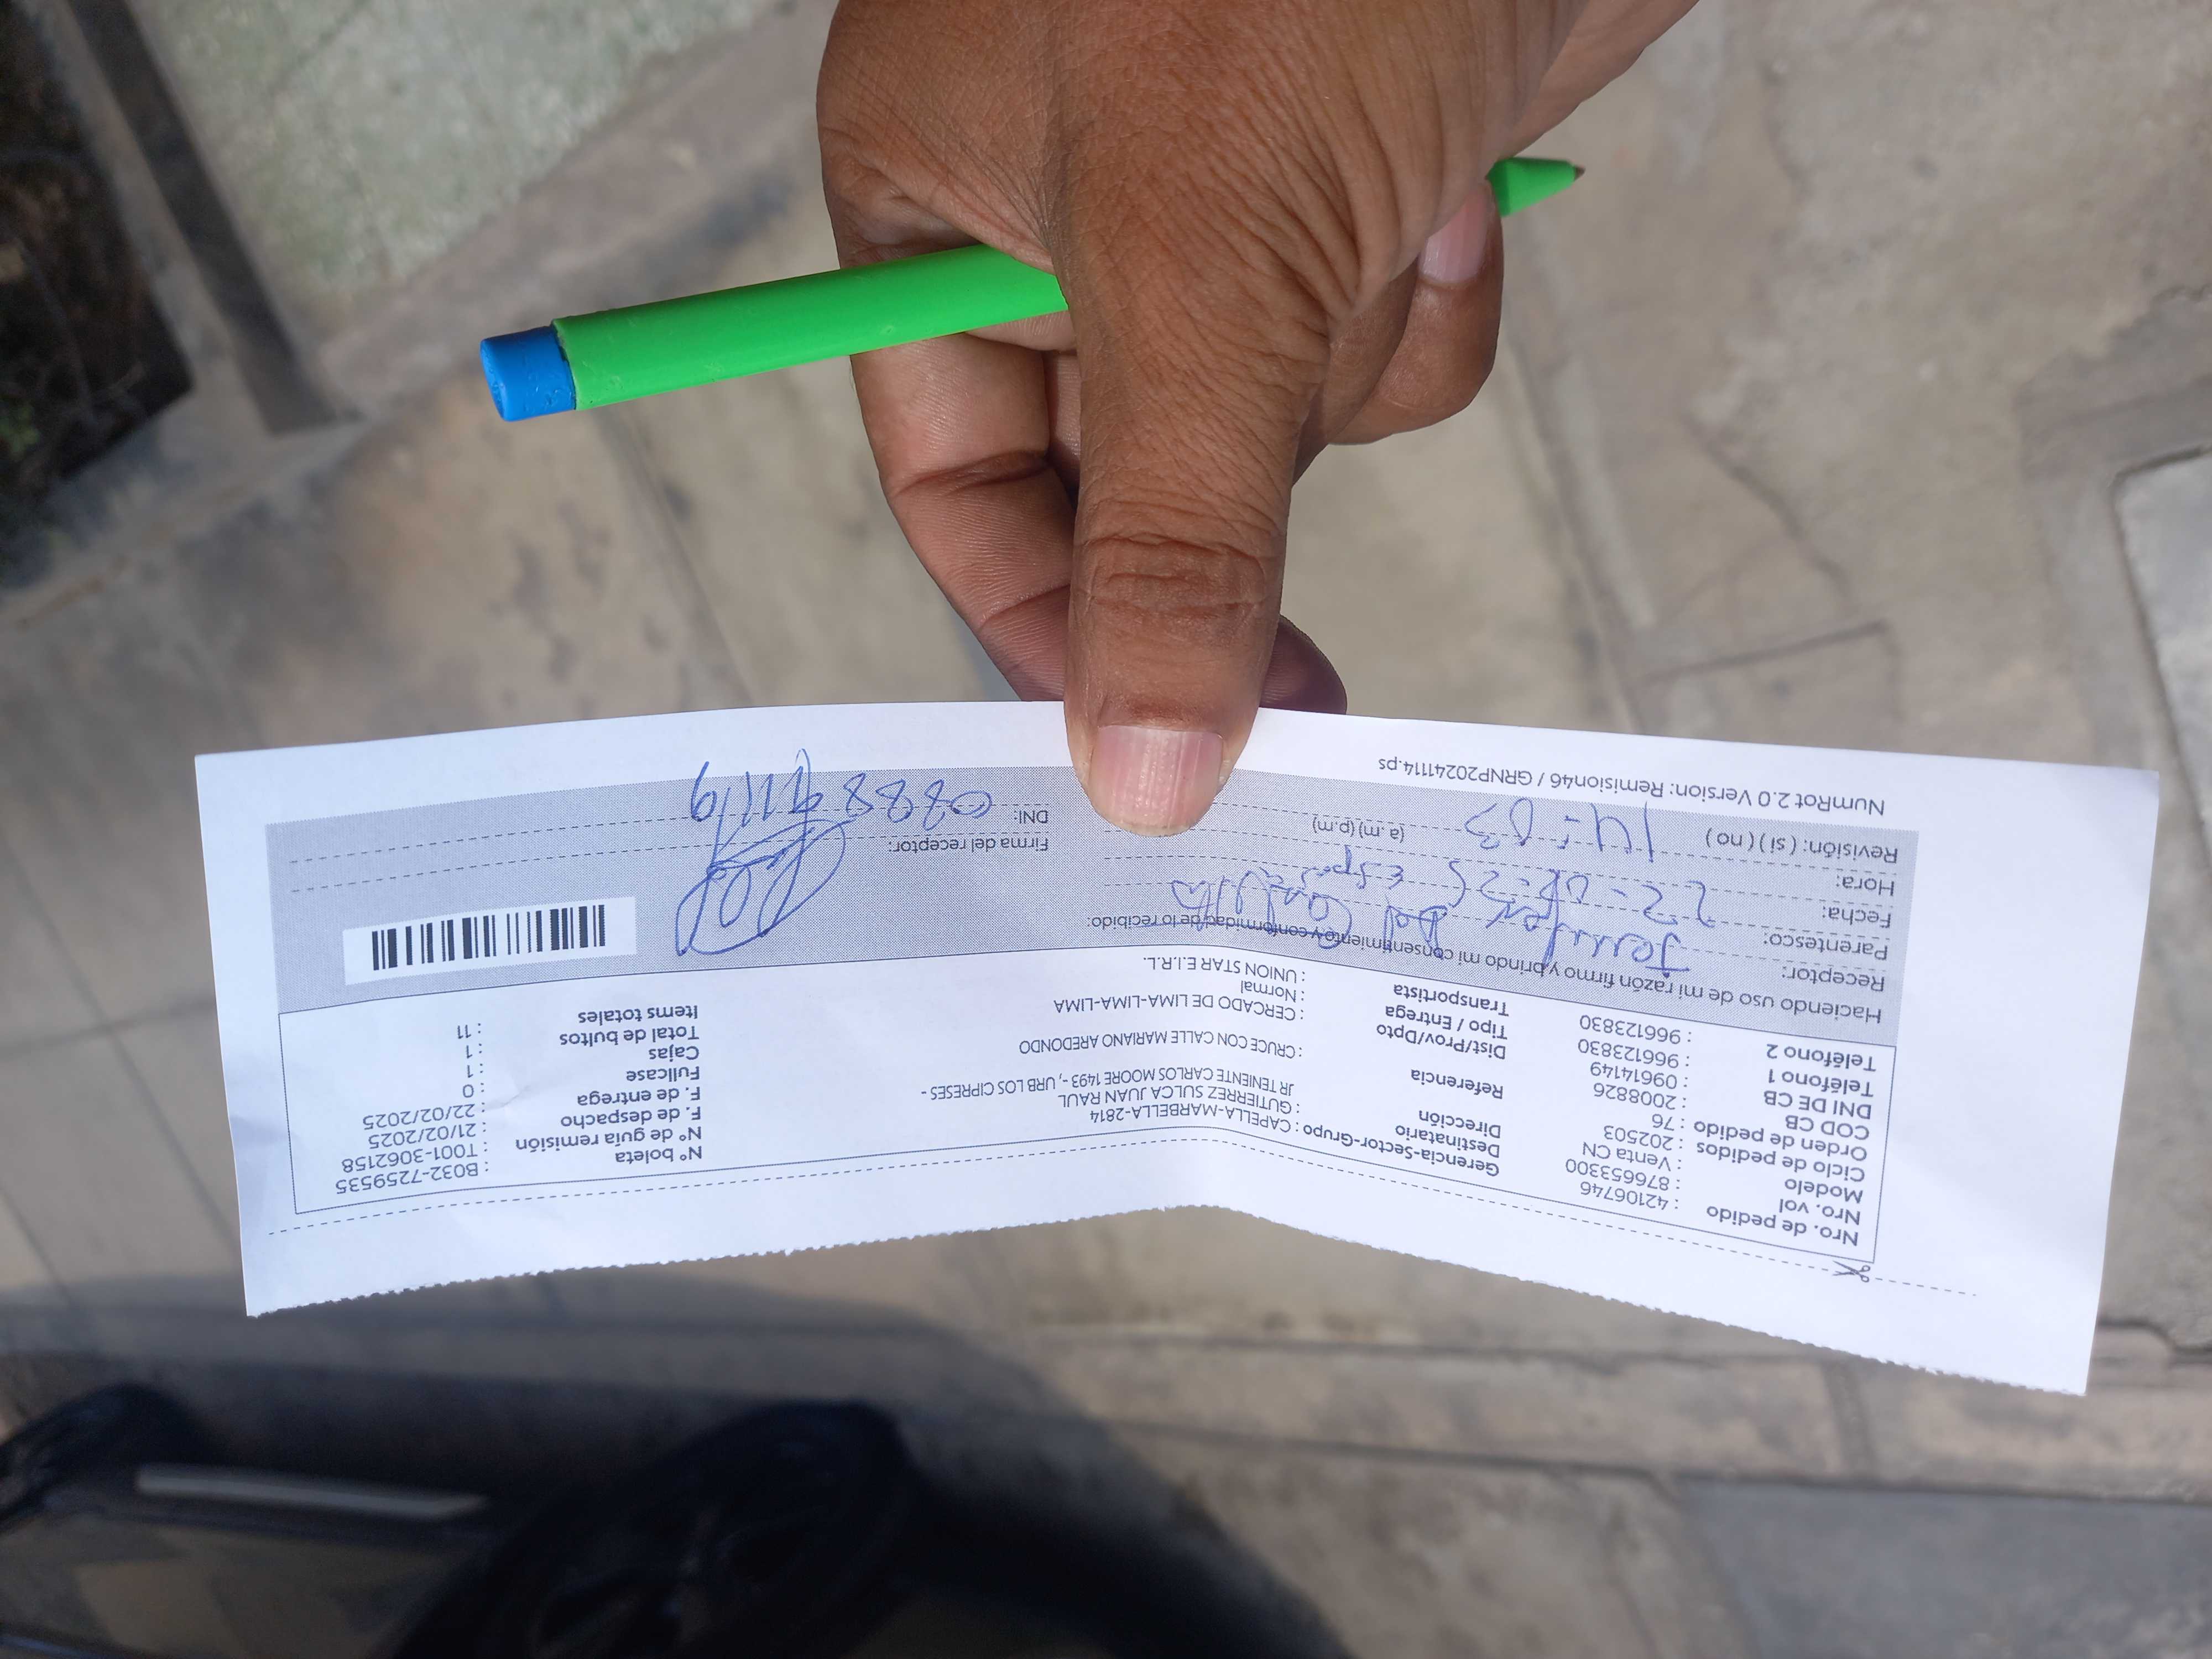 Nro. de pedido : 42106746
Nro. vol : 876653300
Modelo : Venta CN
Ciclo de pedidos : 202503
Orden de pedido : 76
COD CB : 2008826
DNI DE CB : 09614149
Teléfono 1 : 966123830
Teléfono 2 : 966123830
Gerencia-Sector-Grupo : CAPELLA-MARBELLA-2814
Destinatario : GUTIERREZ SULCA JUAN RAUL
Dirección JR TENIENTE CARLOS MOORE 1493 -, URB LOS CIPRESES -
Referencia : CRUCE CON CALLE MARIANO AREDONDO
Dist/Prov/Dpto : CERCADO DE LIMA-LIMA-LIMA
Tipo / Entrega : Normal
Transportista : UNION STAR E.I.R.L.
N° boleta : B032-7259535
N° de guía remisión T001-3062158
F. de despacho : 21/02/2025
F. de entrega : 22/02/2025
Fullcase : 0
Cajas : 1
Total de bultos : 1
Items totales : 11
Haciendo uso de mi razón firmo y brindo mi consentimiento y conformidad de lo recibido:
Receptor:
Parentesco:
Fecha: 22-02-25
Hora: 14:03 (a. m) (p.m)
Revisión: ( si ) ( no )
Firma del receptor:
DNI:
NumRot 2.0 Version: Remision46 / GRNP20241114.ps